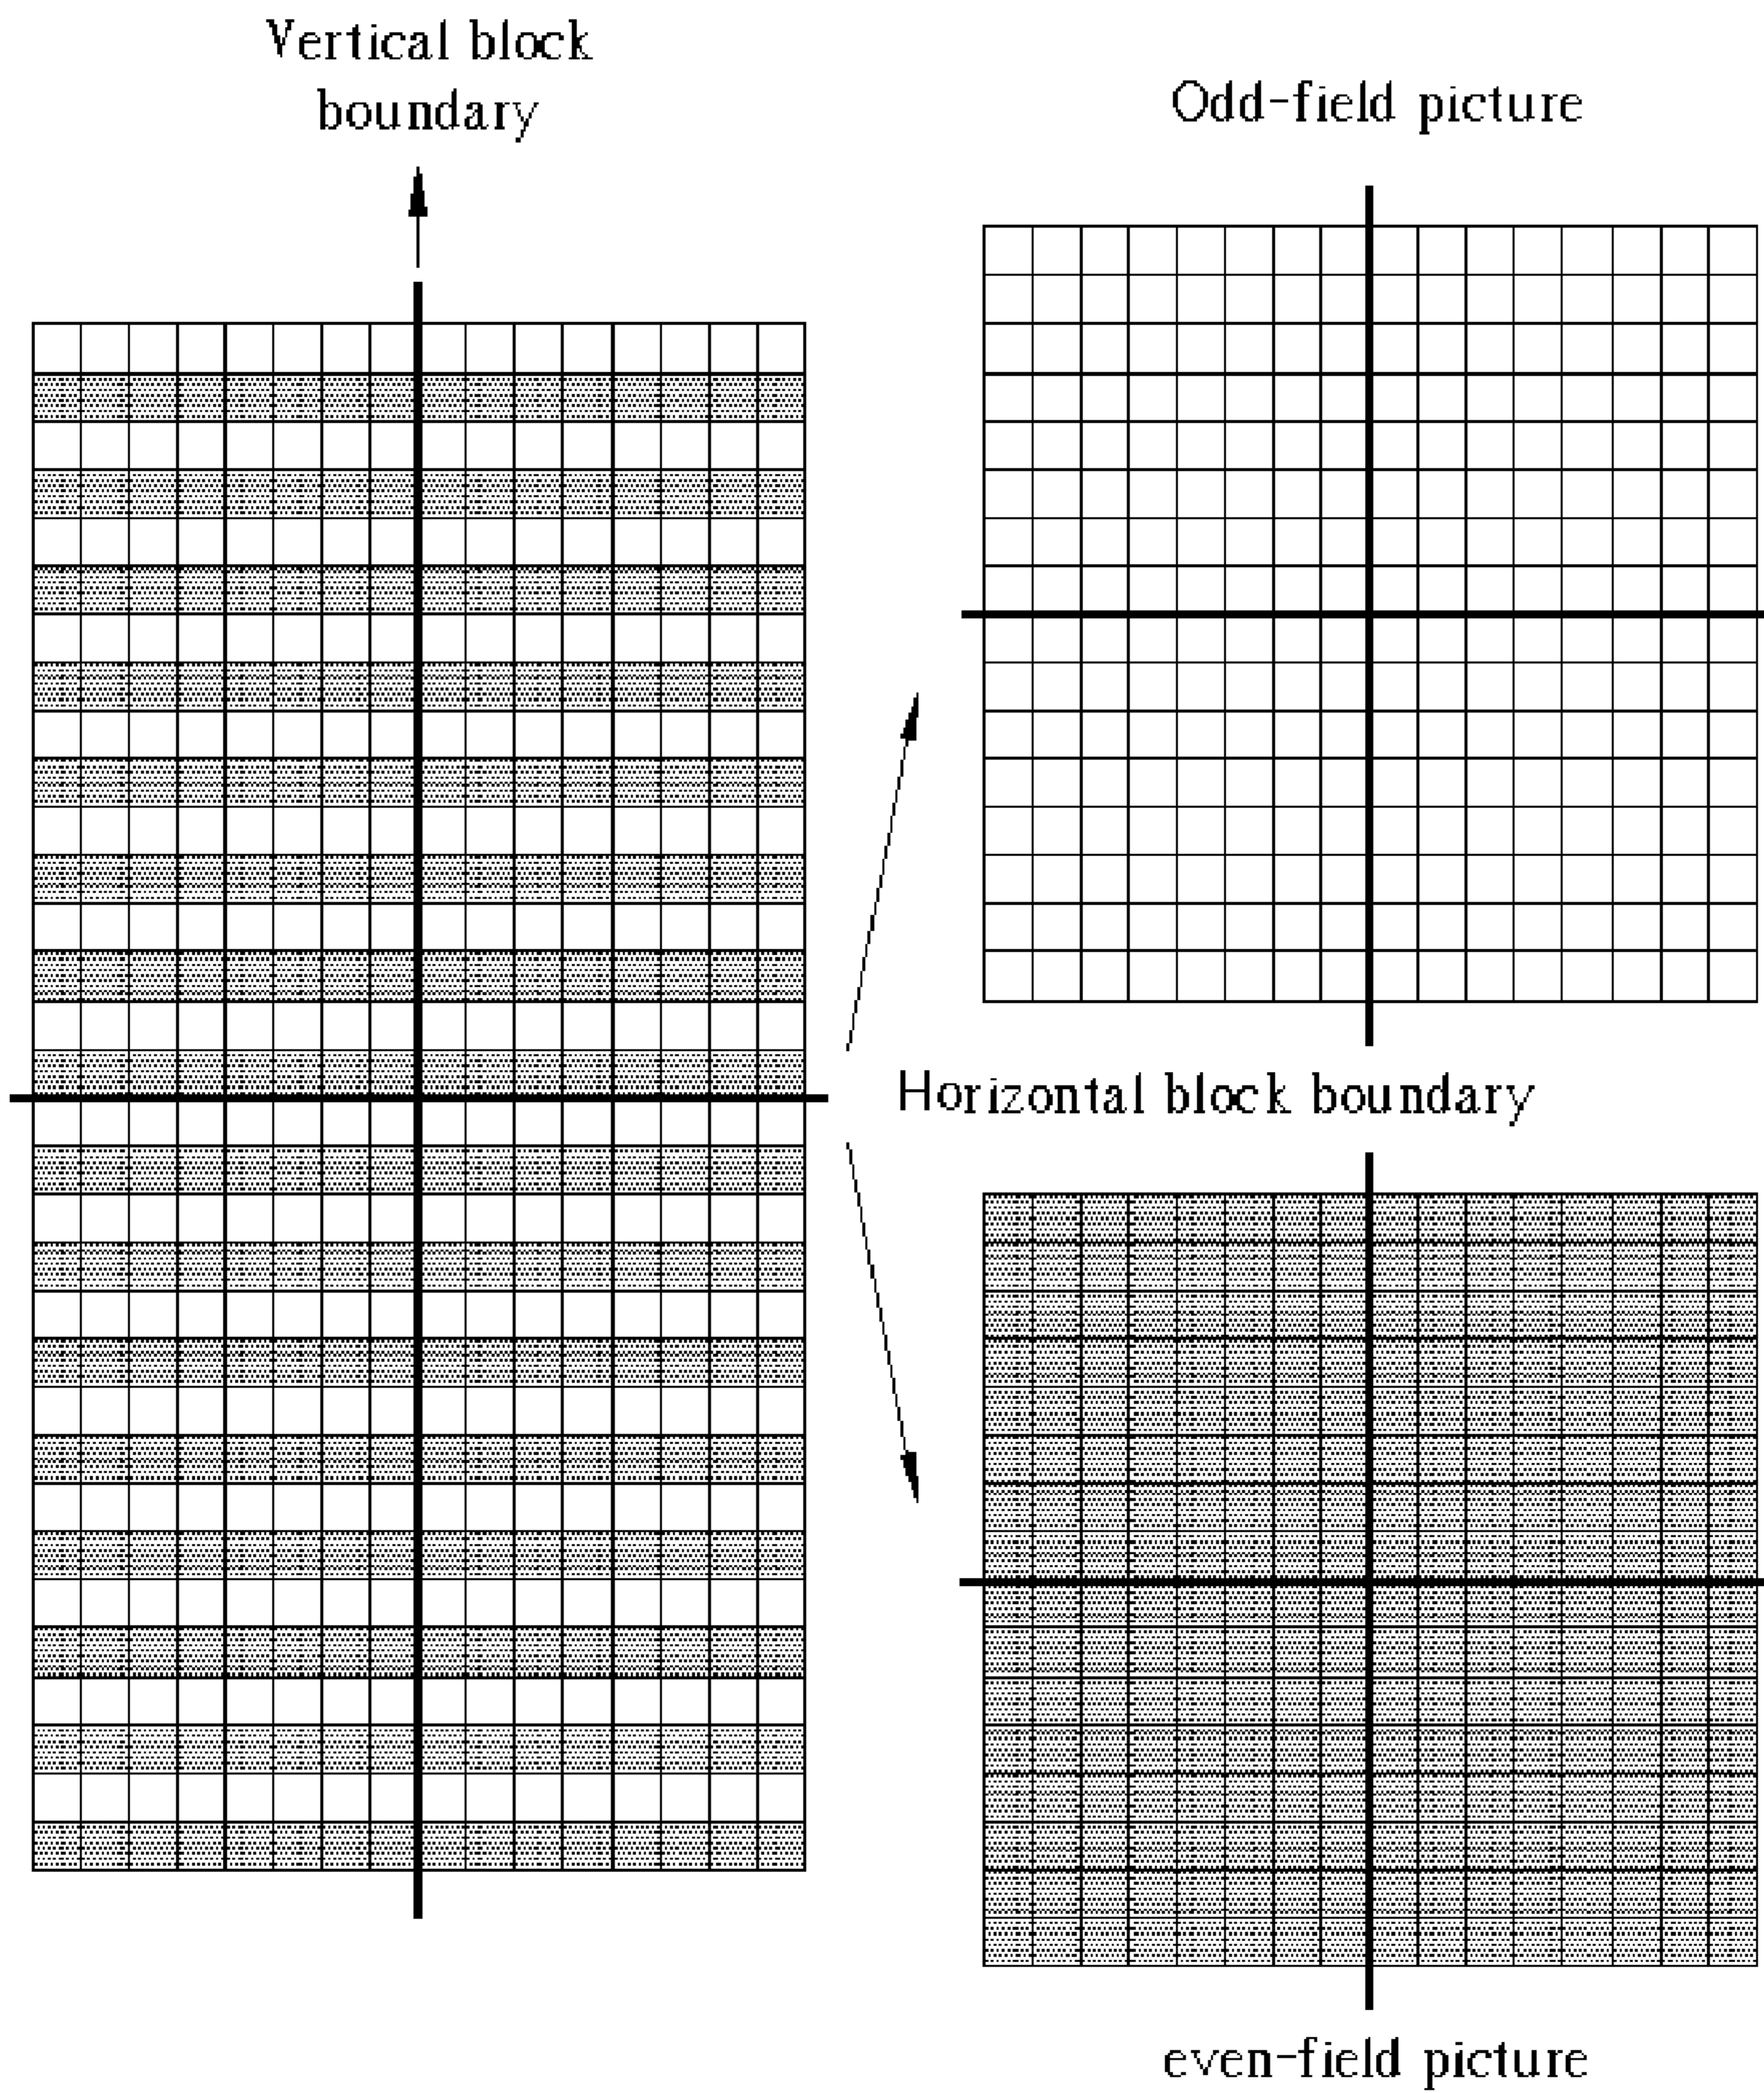 Vertical block
boundary
Odd-field picture
Horizontal block boundary
even-field picture